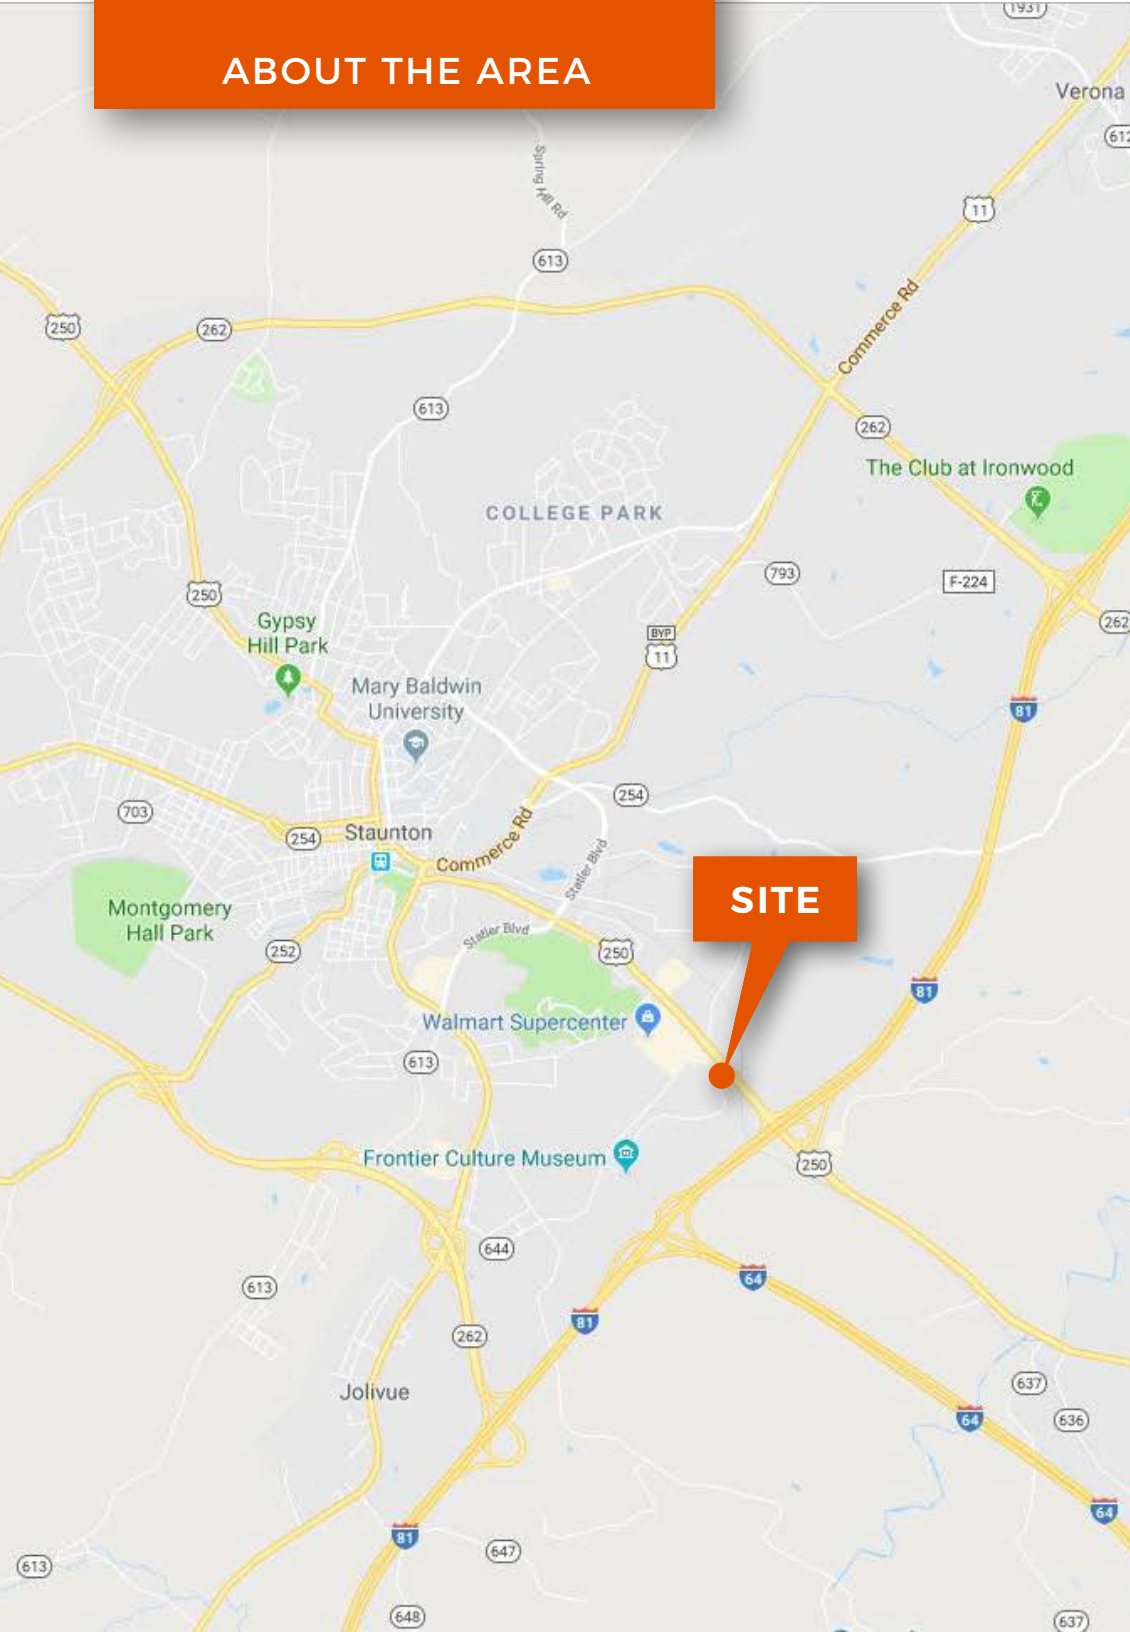 ABOUT THE AREA
1931
Verona
612
Spring Hill Rd
11
613
Commerce Rd
250
262
613
262
The Club at Ironwood
COLLEGE PARK
793
F-224
250
262
Gypsy
Hill Park
BYP
11
Mary Baldwin
University
81
254
703
254
Staunton
Commerce Rd
Statler Blvd
SITE
Montgomery
Hall Park
252
Statler Blvd
250
81
Walmart Supercenter
613
Frontier Culture Museum
250
644
64
613
81
262
637
Jolivue
64
636
64
81
647
613
648
637